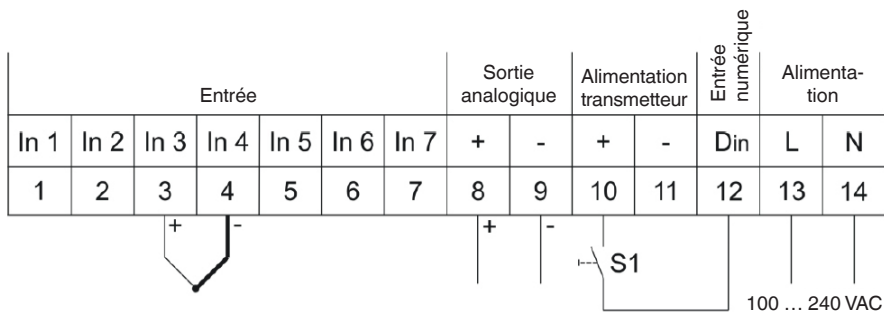 Entrée
Sortie
analogique
Alimentation
transmetteur
Entrée
numérique
Alimenta-
tion
In 1 In 2 In 3 In 4 In 5 In 6 In 7 + - + - Din L N
1 2 3 4 5 6 7 8 9 10 11 12 13 14
+ - + -
S1
100 ... 240 VAC